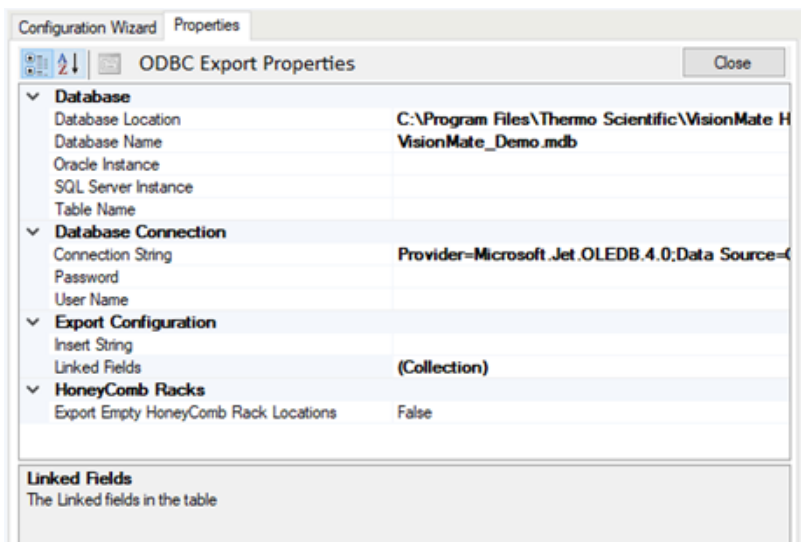 Configuration Wizard Properties
ODBC Export Properties Close
Database
Database Location C:\Program Files\Thermo Scientific\VisionMate H
Database Name VisionMate_Demo.mdb
Oracle Instance
SQL Server Instance
Table Name
Database Connection
Connection String Provider=Microsoft.Jet.OLEDB.4.0;Data Source=
Password
User Name
Export Configuration
Insert String
Linked Fields (Collection)
HoneyComb Racks
Export Empty HoneyComb Rack Locations False
Linked Fields
The Linked fields in the table